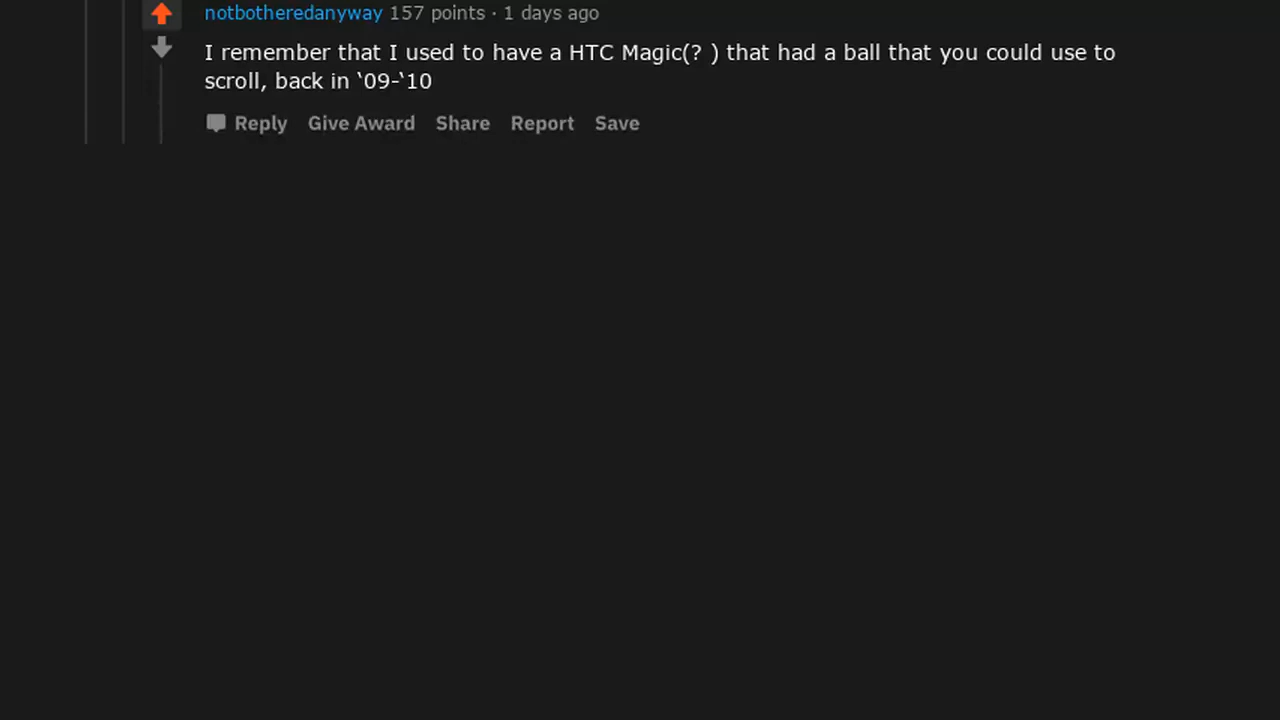 notbotheredanyway 157 points · 1 days ago
I remember that I used to have a HTC Magic(? ) that had a ball that you could use to
scroll, back in ‘09-‘10
Reply Give Award Share Report Save